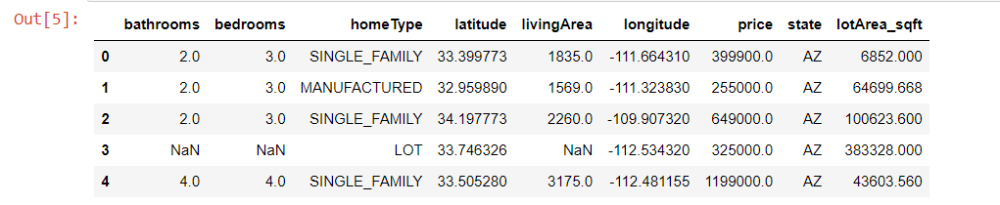 Out[5]:
bathrooms bedrooms homeType latitude livingArea longitude price state lotArea_sqft
0 2.0 3.0 SINGLE_FAMILY 33.399773 1835.0 -111.664310 399900.0 AZ 6852.000
1 2.0 3.0 MANUFACTURED 32.959890 1569.0 -111.323830 255000.0 AZ 64699.668
2 2.0 3.0 SINGLE_FAMILY 34.197773 2260.0 -109.907320 649000.0 AZ 100623.600
3 NaN NaN LOT 33.746326 NaN -112.534320 325000.0 AZ 383328.000
4 4.0 4.0 SINGLE_FAMILY 33.505280 3175.0 -112.481155 1199000.0 AZ 43603.560